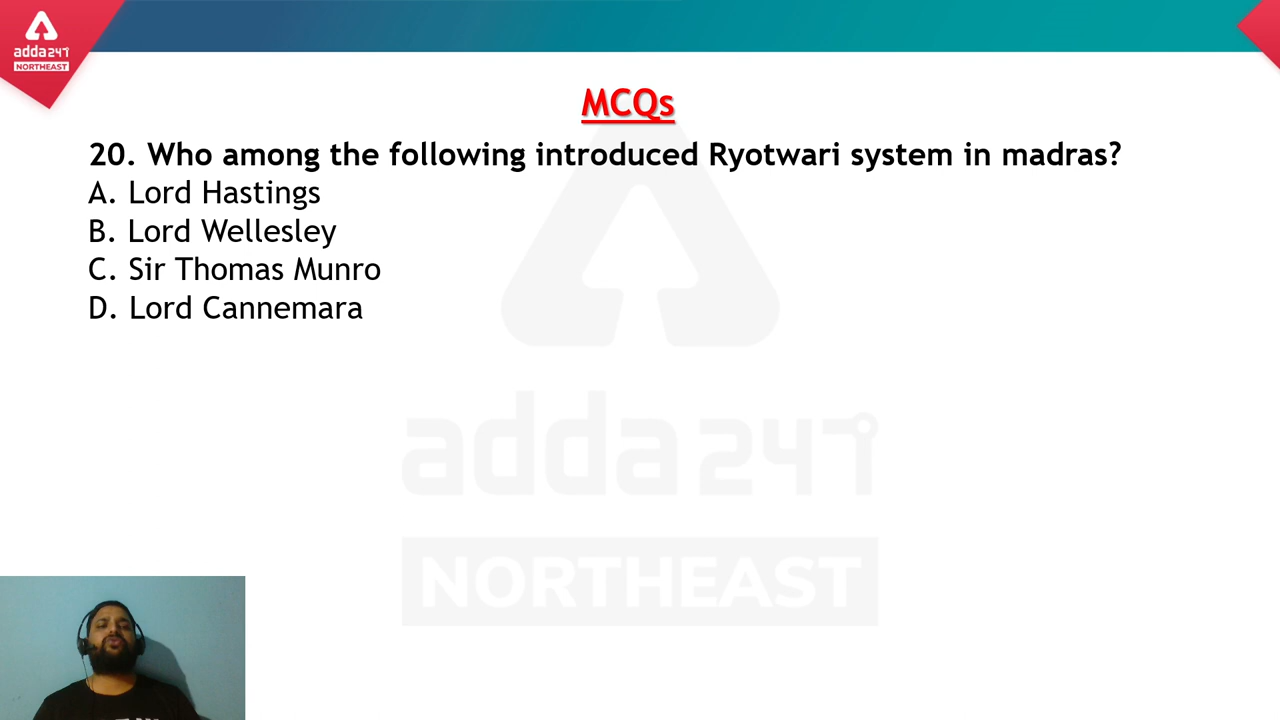 adda247
NORTHEAST
MCQs
20. Who among the following introduced Ryotwari system in madras?
A. Lord Hastings
B. Lord Wellesley
C. Sir Thomas Munro
D. Lord Cannemara
adda247
NORTHEAST